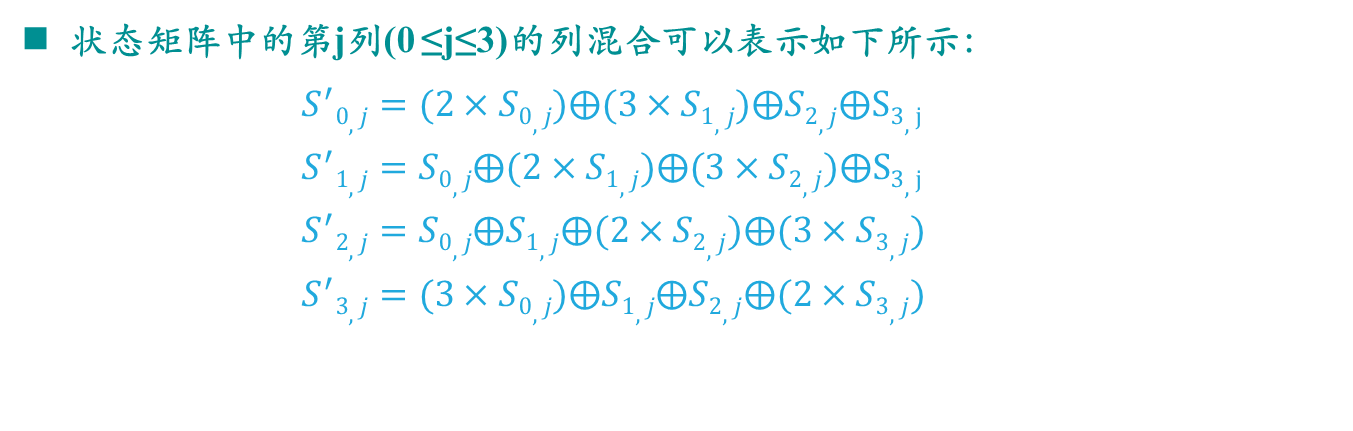 ■ 状态矩阵中的第j列(0≤j≤3)的列混合可以表示如下所示：
S′₀,ⱼ = (2 × S₀,ⱼ)⊕(3 × S₁,ⱼ)⊕S₂,ⱼ⊕S₃,ⱼ
S′₁,ⱼ = S₀,ⱼ⊕(2 × S₁,ⱼ)⊕(3 × S₂,ⱼ)⊕S₃,ⱼ
S′₂,ⱼ = S₀,ⱼ⊕S₁,ⱼ⊕(2 × S₂,ⱼ)⊕(3 × S₃,ⱼ)
S′₃,ⱼ = (3 × S₀,ⱼ)⊕S₁,ⱼ⊕S₂,ⱼ⊕(2 × S₃,ⱼ)